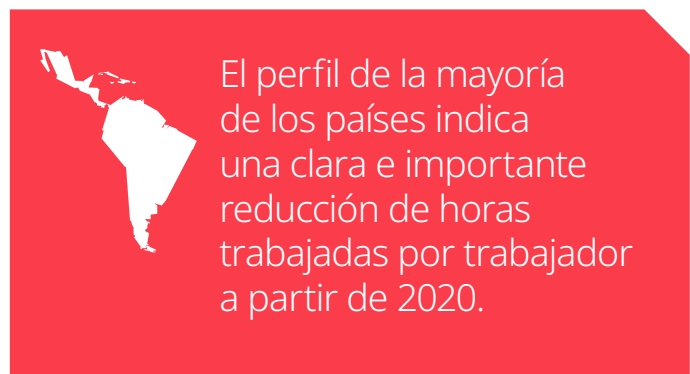 El perfil de la mayoría
de los países indica
una clara e importante
reducción de horas
trabajadas por trabajador
a partir de 2020.